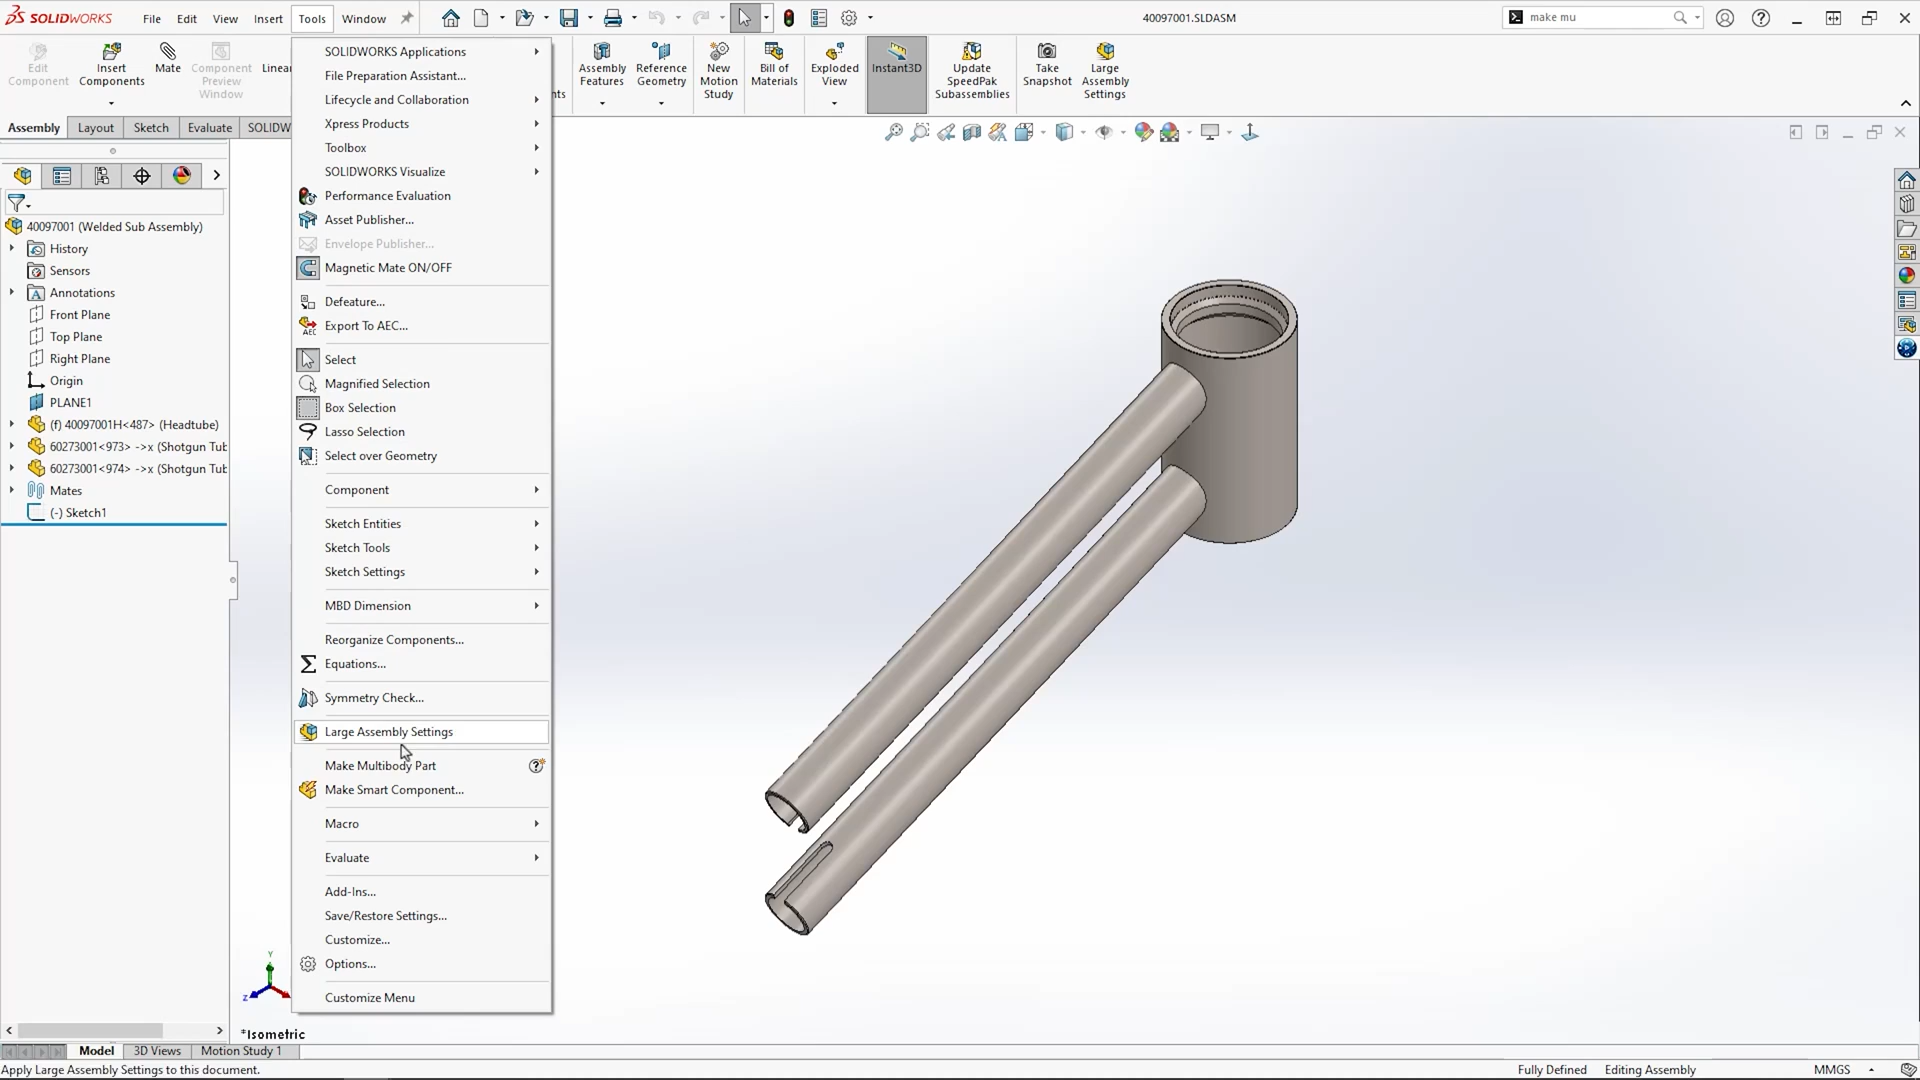 SOLIDWORKS
File Edit View Insert Tools Window
40097001.SLDASM
make mu
Edit Component
Insert Components
Mate
Component Preview Window
Linear
nts
Assembly Features
Reference Geometry
New Motion Study
Bill of Materials
Exploded View
Instant3D
Update SpeedPak Subassemblies
Take Snapshot
Large Assembly Settings
Assembly Layout Sketch Evaluate SOLIDW
40097001 (Welded Sub Assembly)
History
Sensors
Annotations
Front Plane
Top Plane
Right Plane
Origin
PLANE1
(f) 40097001H<487> (Headtube)
60273001<973> ->x (Shotgun Tub
60273001<974> ->x (Shotgun Tub
Mates
(-) Sketch1
SOLIDWORKS Applications
File Preparation Assistant...
Lifecycle and Collaboration
Xpress Products
Toolbox
SOLIDWORKS Visualize
Performance Evaluation
Asset Publisher...
Envelope Publisher...
Magnetic Mate ON/OFF
Defeature...
AEC
Export To AEC...
Select
Magnified Selection
Box Selection
Lasso Selection
Select over Geometry
Component
Sketch Entities
Sketch Tools
Sketch Settings
MBD Dimension
Reorganize Components...
Equations...
Symmetry Check...
Large Assembly Settings
Make Multibody Part
Make Smart Component...
Macro
Evaluate
Add-Ins...
Save/Restore Settings...
Customize...
Options...
Customize Menu
Y
Z
*Isometric
Model 3D Views Motion Study 1
Apply Large Assembly Settings to this document.
Fully Defined Editing Assembly MMGS